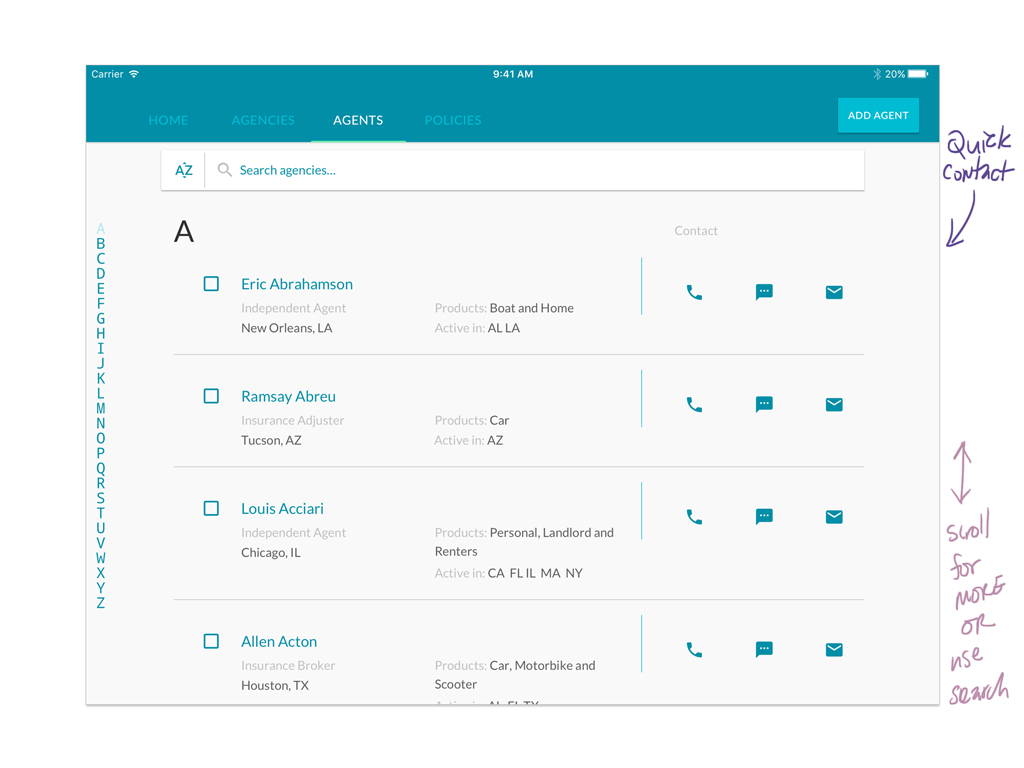 Carrier 9:41 AM 20%
HOME AGENCIES AGENTS POLICIES ADD AGENT
Quick
contact
AZ Search agencies...
A
B
C
D
E
F
G
H
I
J
K
L
M
N
O
P
Q
R
S
T
U
V
W
X
Y
Z
A Contact
Eric Abrahamson
Independent Agent Products: Boat and Home
New Orleans, LA Active in: AL LA
Ramsay Abreu
Insurance Adjuster Products: Car
Tucson, AZ Active in: AZ
Louis Acciari
Independent Agent Products: Personal, Landlord and
Chicago, IL Renters
Active in: CA FL IL MA NY
Allen Acton
Insurance Broker Products: Car, Motorbike and
Houston, TX Scooter
scroll
for
MORE
OR
use
search